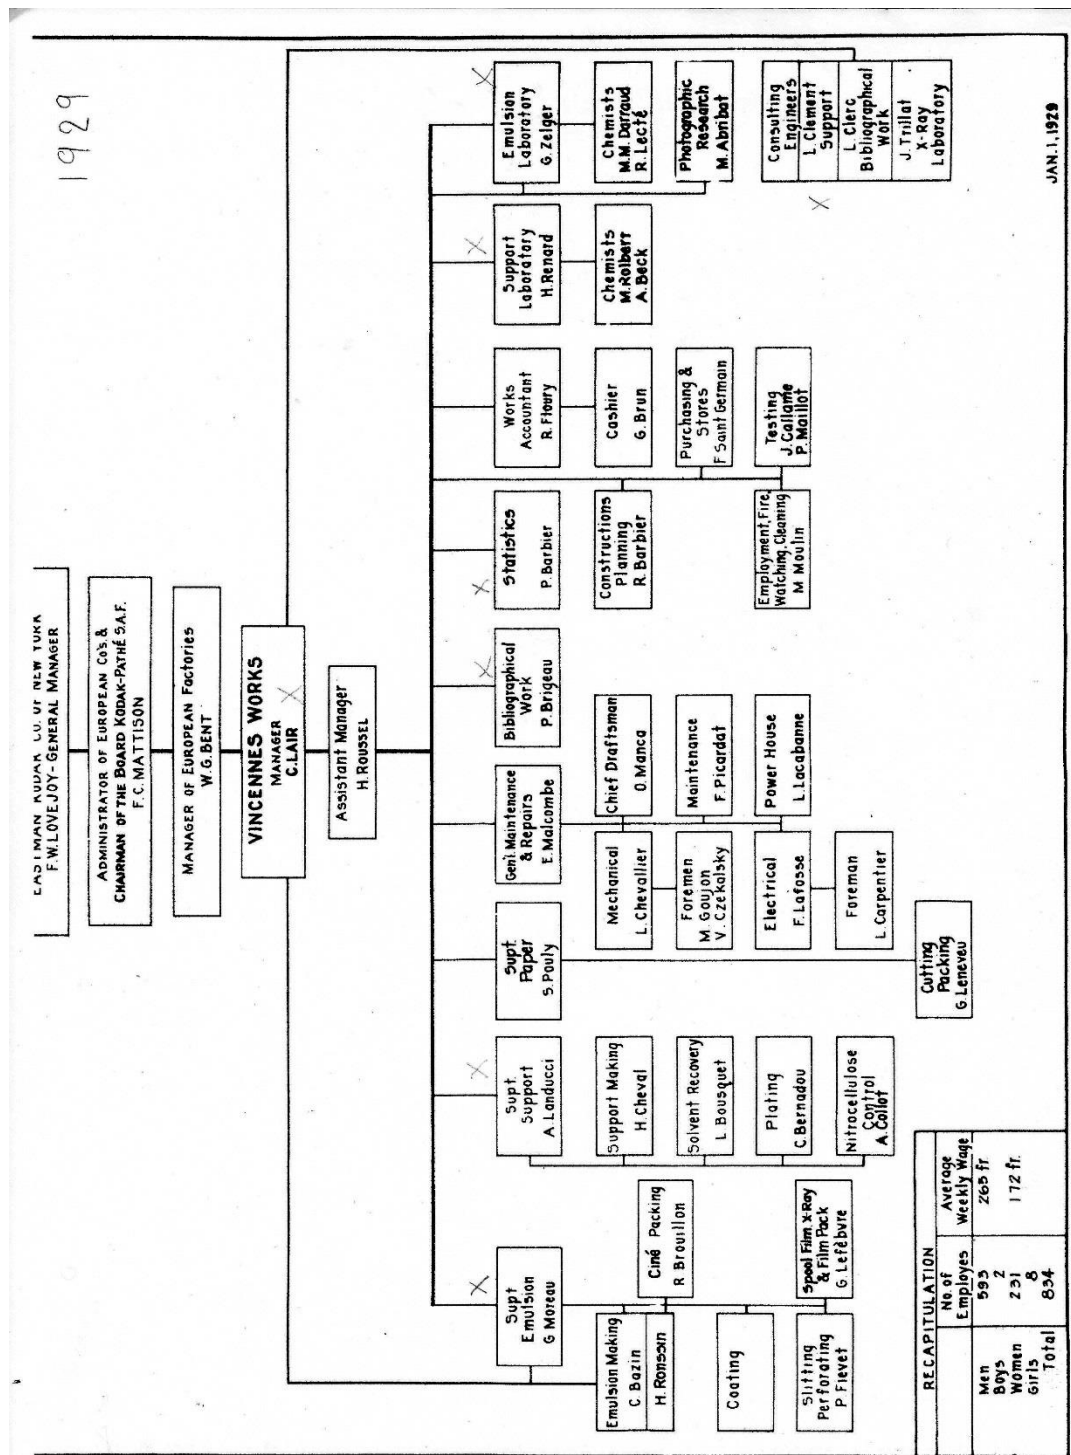 1929
EASTMAN KODAK CO. OF NEW YORK
F.W. LOVEJOY - GENERAL MANAGER
ADMINISTRATOR OF EUROPEAN CO'S. &
CHAIRMAN OF THE BOARD KODAK-PATHÉ S.A.F.
F.C. MATTISON
MANAGER OF EUROPEAN FACTORIES
W.G. BENT
VINCENNES WORKS
MANAGER
C. LAIR
Assistant Manager
H. ROUSSEL
Supt
Emulsion
G Moreau
Emulsion Making
C Bazin
H. Ronssin
Ciné Packing
R Brouillon
Coating
Slitting
Perforating
P. Fievet
Spool Film, X-Ray
& Film Pack
G. Lefèbvre
Supt.
Support
A. Landucci
Support Making
H. Cheval
Solvent Recovery
L. Bousquet
Plating
C. Bernadou
Nitrocellulose
Control
A. Collot
Supt.
Paper
S. Pouly
Cutting
Packing
G. Leneveu
Gen'l. Maintenance
& Repairs
E. Malcombe
Mechanical
L. Chevallier
Chief Draftsman
O. Manca
Foremen
M. Goujon
V. Czekalsky
Maintenance
F. Picardat
Electrical
F. Lafosse
Power House
L. Lacabanne
Foreman
L. Carpentier
Bibliographical
Work
P. Brigeau
Statistics
P. Barbier
Constructions
Planning
R. Barbier
Employment, Fire,
Watching, Cleaning
M Moulin
Works
Accountant
R. Floury
Cashier
G. Brun
Purchasing &
Stores
F Saint Germain
Testing
J. Callame
P. Maillot
Support
Laboratory
H. Renard
Chemists
M. Rolberr
A. Beck
Emulsion
Laboratory
G. Zelger
Chemists
M.M. Darraud
R. Lecté
Photographic
Research
M. Abribat
Consulting
Engineers
L. Clement
Support
L. Clerc
Bibliographical
Work
J. Trillat
X-Ray
Laboratory
RECAPITULATION
No. of Employes Average Weekly Wage
Men 593 265 fr.
Boys 2
Women 231 172 fr.
Girls 8
Total 834
JAN. 1, 1929